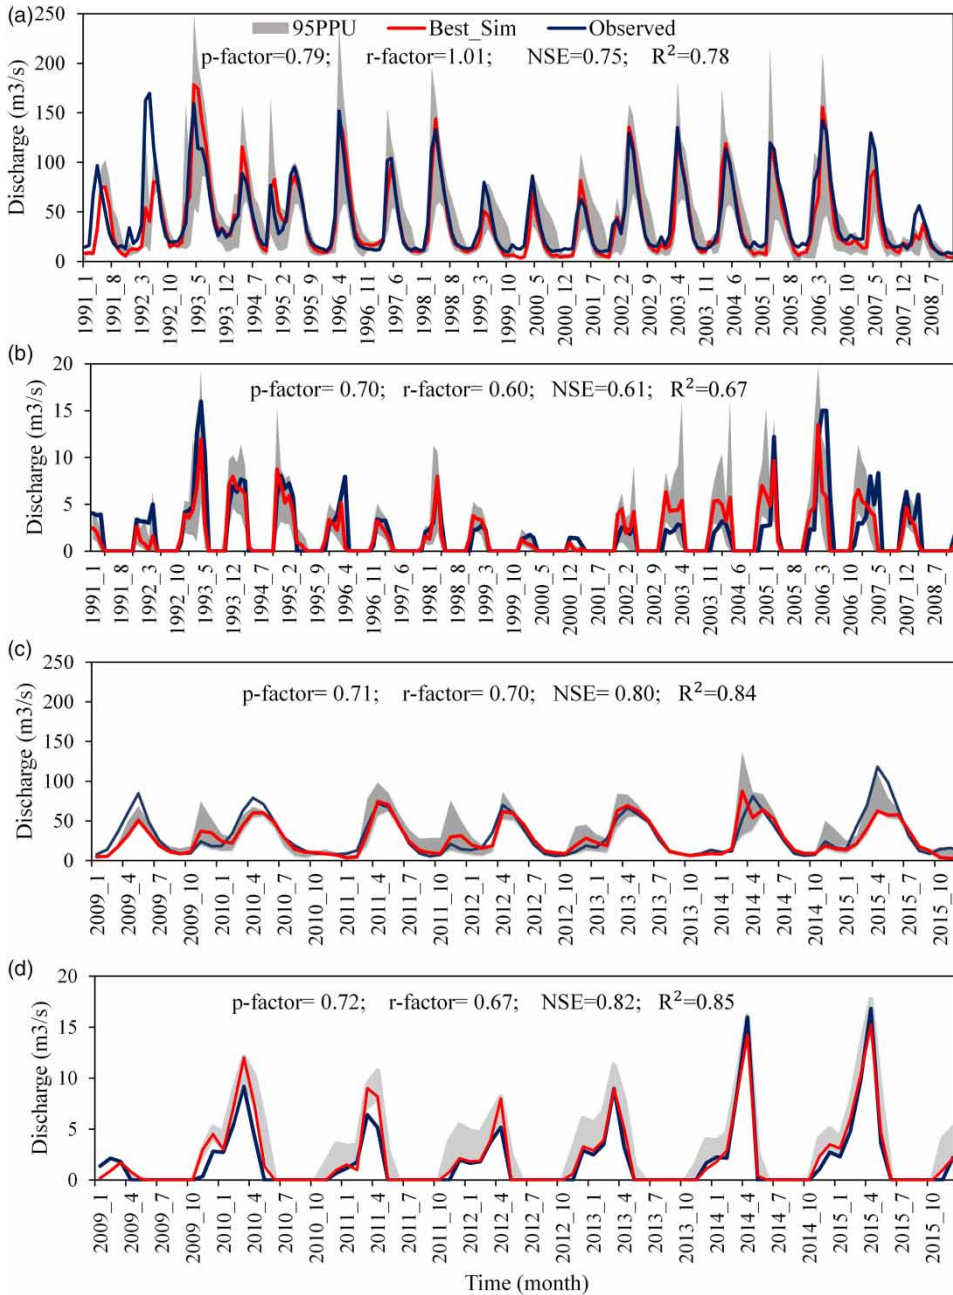 (a)
95PPU Best_Sim Observed
p-factor=0.79; r-factor=1.01; NSE=0.75; R²=0.78
Discharge (m3/s)
250
200
150
100
50
0
1991_1 1991_8 1992_3 1992_10 1993_5 1993_12 1994_7 1995_2 1995_9 1996_4 1996_11 1997_6 1998_1 1998_8 1999_3 1999_10 2000_5 2000_12 2001_7 2002_2 2002_9 2003_4 2003_11 2004_6 2005_1 2005_8 2006_3 2006_10 2007_5 2007_12 2008_7
(b)
p-factor= 0.70; r-factor= 0.60; NSE=0.61; R²=0.67
Discharge (m3/s)
20
15
10
5
0
1991_1 1991_8 1992_3 1992_10 1993_5 1993_12 1994_7 1995_2 1995_9 1996_4 1996_11 1997_6 1998_1 1998_8 1999_3 1999_10 2000_5 2000_12 2001_7 2002_2 2002_9 2003_4 2003_11 2004_6 2005_1 2005_8 2006_3 2006_10 2007_5 2007_12 2008_7
(c)
p-factor= 0.71; r-factor= 0.70; NSE= 0.80; R²=0.84
Discharge (m3/s)
250
200
150
100
50
0
2009_1 2009_4 2009_7 2009_10 2010_1 2010_4 2010_7 2010_10 2011_1 2011_4 2011_7 2011_10 2012_1 2012_4 2012_7 2012_10 2013_1 2013_4 2013_7 2013_10 2014_1 2014_4 2014_7 2014_10 2015_1 2015_4 2015_7 2015_10
(d)
p-factor= 0.72; r-factor= 0.67; NSE=0.82; R²=0.85
Discharge (m3/s)
20
15
10
5
0
2009_1 2009_4 2009_7 2009_10 2010_1 2010_4 2010_7 2010_10 2011_1 2011_4 2011_7 2011_10 2012_1 2012_4 2012_7 2012_10 2013_1 2013_4 2013_7 2013_10 2014_1 2014_4 2014_7 2014_10 2015_1 2015_4 2015_7 2015_10
Time (month)